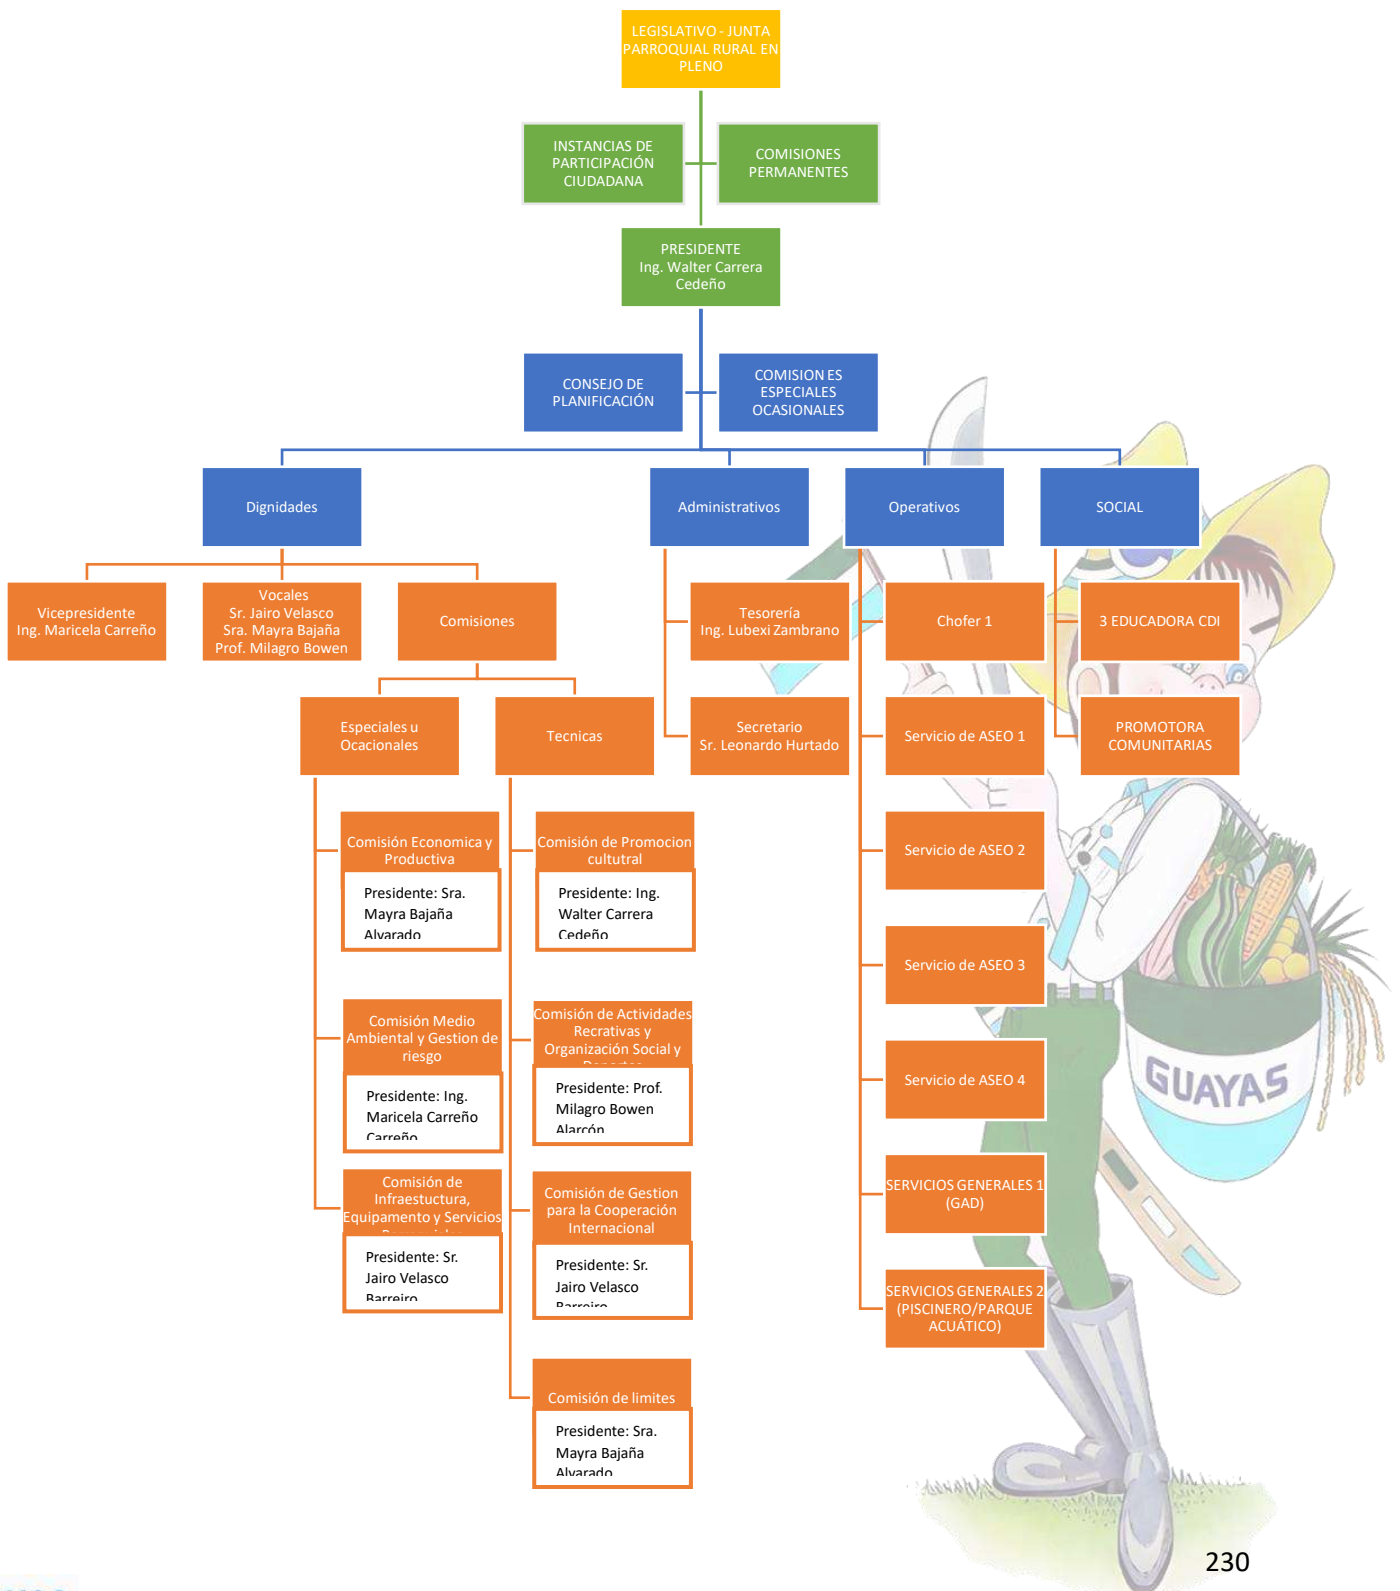 LEGISLATIVO - JUNTA
PARROQUIAL RURAL EN
PLENO
INSTANCIAS DE
PARTICIPACIÓN
CIUDADANA
COMISIONES
PERMANENTES
PRESIDENTE
Ing. Walter Carrera
Cedeño
CONSEJO DE
PLANIFICACIÓN
COMISION ES
ESPECIALES
OCASIONALES
Dignidades
Administrativos
Operativos
SOCIAL
Vicepresidente
Ing. Maricela Carreño
Vocales
Sr. Jairo Velasco
Sra. Mayra Bajaña
Prof. Milagro Bowen
Comisiones
Tesorería
Ing. Lubexi Zambrano
Chofer 1
3 EDUCADORA CDI
Especiales u
Ocacionales
Tecnicas
Secretario
Sr. Leonardo Hurtado
Servicio de ASEO 1
PROMOTORA
COMUNITARIAS
Comisión Economica y
Productiva
Presidente: Sra.
Mayra Bajaña
Alvarado
Comisión de Promocion
cultutral
Presidente: Ing.
Walter Carrera
Cedeño
Servicio de ASEO 2
Servicio de ASEO 3
Comisión Medio
Ambiental y Gestion de
riesgo
Presidente: Ing.
Maricela Carreño
Carreño
Comisión de Actividades
Recrativas y
Organización Social y
Presidente: Prof.
Milagro Bowen
Alarcón
Servicio de ASEO 4
GUAYAS
Comisión de
Infraestuctura,
Equipamento y Servicios
Presidente: Sr.
Jairo Velasco
Barreiro
Comisión de Gestion
para la Cooperación
Internacional
Presidente: Sr.
Jairo Velasco
Barreiro
SERVICIOS GENERALES 1
(GAD)
SERVICIOS GENERALES 2
(PISCINERO/PARQUE
ACUÁTICO)
Comisión de limites
Presidente: Sra.
Mayra Bajaña
Alvarado
230